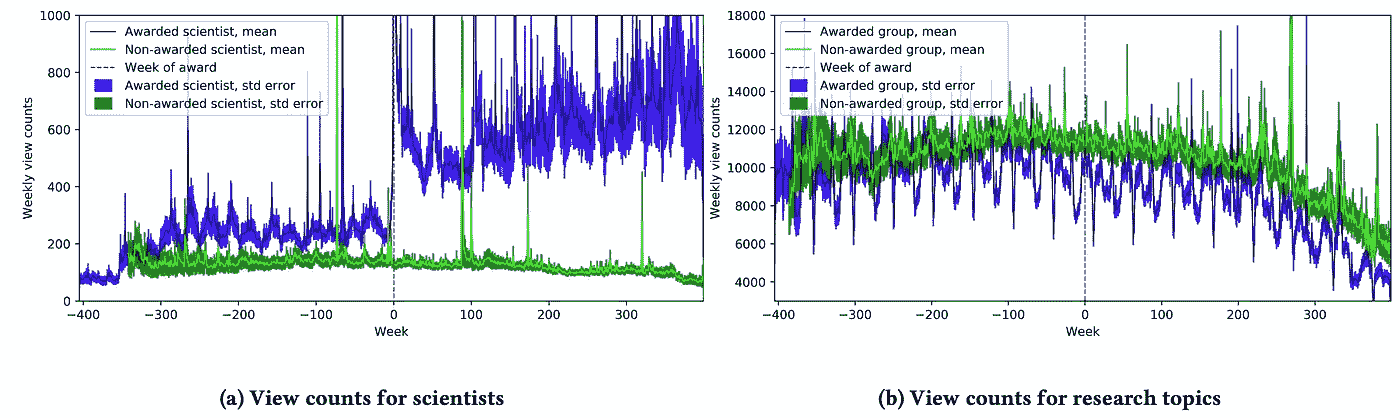 1000
800
600
400
200
0
Weekly view counts
Awarded scientist, mean
Non-awarded scientist, mean
Week of award
Awarded scientist, std error
Non-awarded scientist, std error
−400 −300 −200 −100 0 100 200 300
Week
(a) View counts for scientists
18000
16000
14000
12000
10000
8000
6000
4000
Weekly view counts
Awarded group, mean
Non-awarded group, mean
Week of award
Awarded group, std error
Non-awarded group, std error
−400 −300 −200 −100 0 100 200 300
Week
(b) View counts for research topics